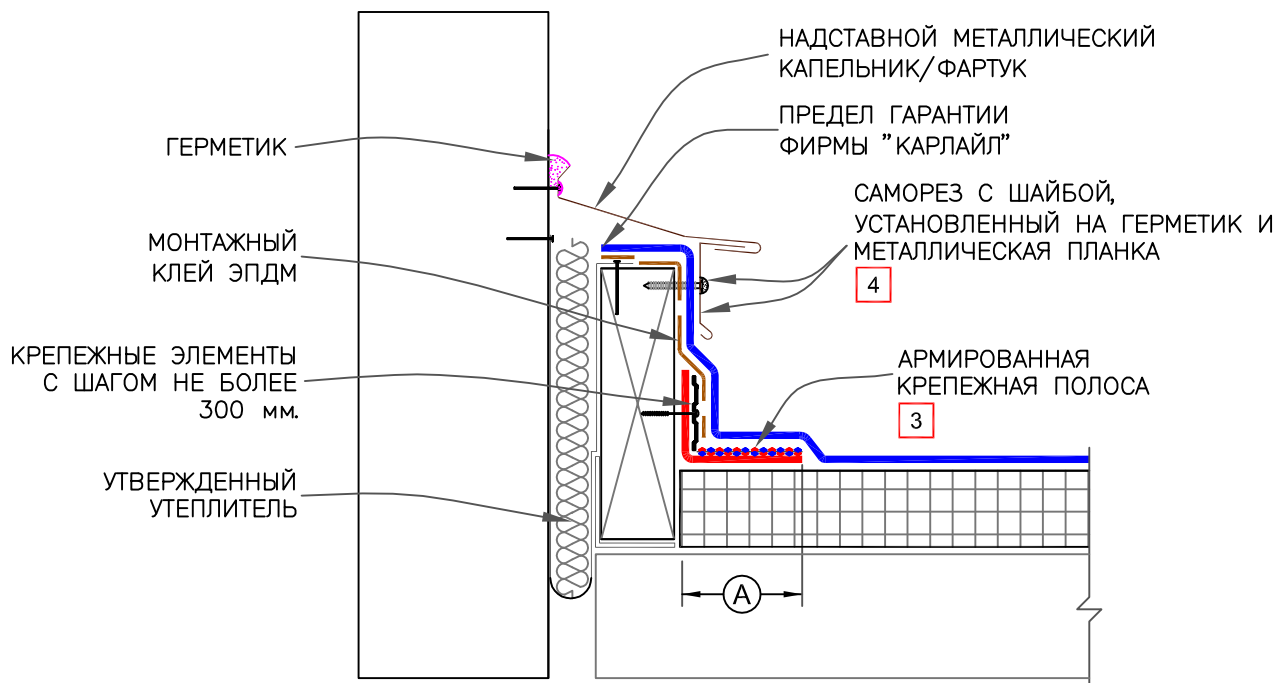 НАДСТАВНОЙ МЕТАЛЛИЧЕСКИЙ
КАПЕЛЬНИК/ФАРТУК
ПРЕДЕЛ ГАРАНТИИ
ФИРМЫ "КАРЛАЙЛ"
ГЕРМЕТИК
САМОРЕЗ С ШАЙБОЙ,
УСТАНОВЛЕННЫЙ НА ГЕРМЕТИК И
МЕТАЛЛИЧЕСКАЯ ПЛАНКА
4
МОНТАЖНЫЙ
КЛЕЙ ЭПДМ
КРЕПЕЖНЫЕ ЭЛЕМЕНТЫ
С ШАГОМ НЕ БОЛЕЕ
300 мм.
АРМИРОВАННАЯ
КРЕПЕЖНАЯ ПОЛОСА
3
УТВЕРЖДЕННЫЙ
УТЕПЛИТЕЛЬ
A